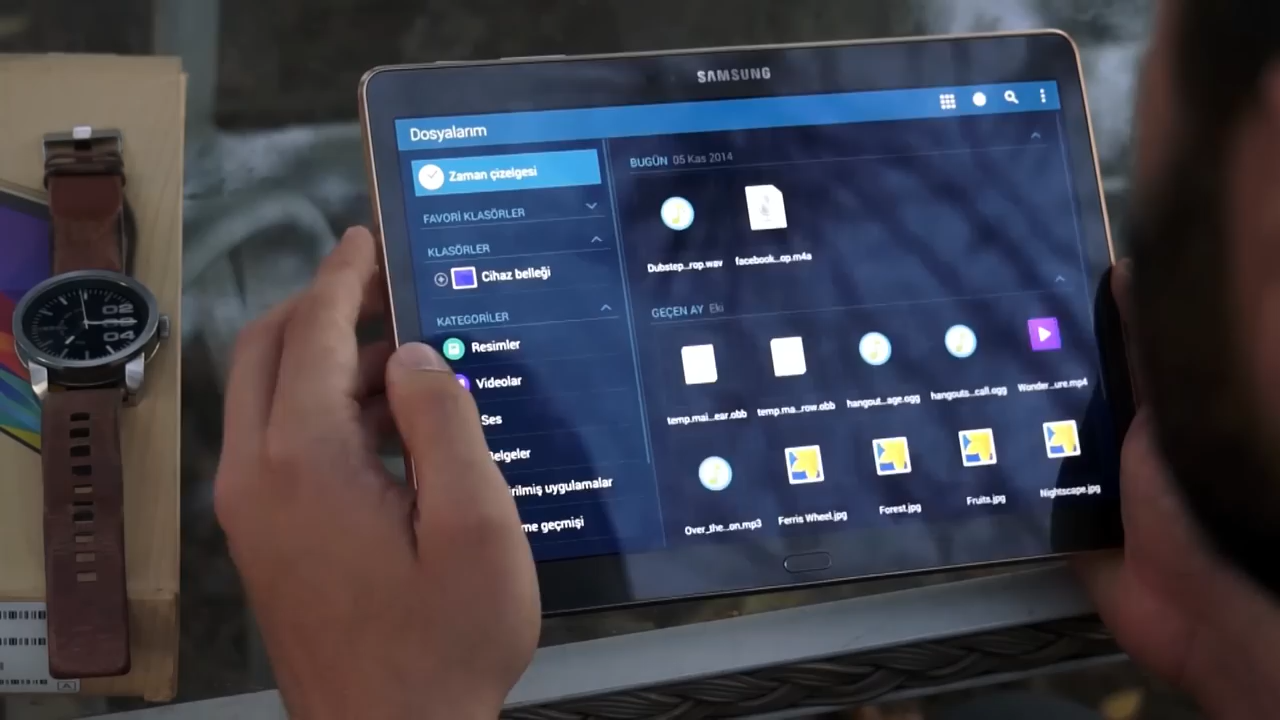 SAMSUNG
Dosyalarım
Zaman çizelgesi
FAVORİ KLASÖRLER
KLASÖRLER
Cihaz belleği
KATEGORİLER
Resimler
Videolar
Ses
Belgeler
irilmiş uygulamalar
me geçmişi
BUGÜN 05 Kas 2014
Dubstep...rop.wav
facebook...op.m4a
GEÇEN AY Eki
temp.mai...ear.obb
temp.ma...row.obb
hangout...age.ogg
hangouts...call.ogg
Wonder...ure.mp4
Over_the...on.mp3
Ferris Wheel.jpg
Forest.jpg
Fruits.jpg
Nightscape.jpg
02
04